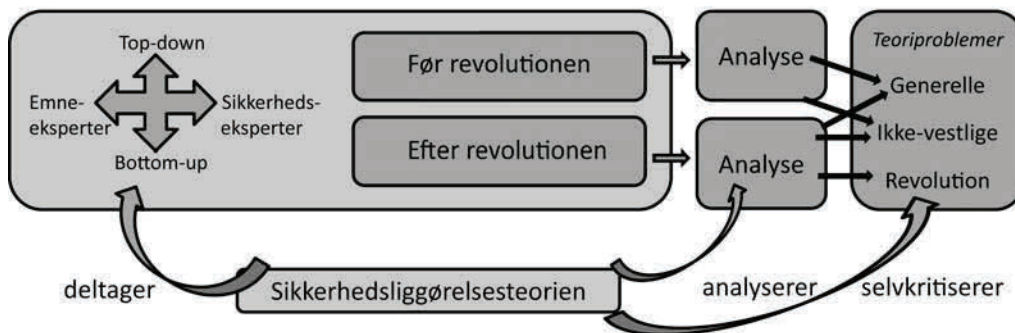 Top-down
Emne-
eksperter
Sikkerheds-
eksperter
Bottom-up
Før revolutionen
Efter revolutionen
Analyse
Analyse
Teoriproblemer
Generelle
Ikke-vestlige
Revolution
deltager
Sikkerhedsliggørelsesteorien
analyserer
selvkritiserer